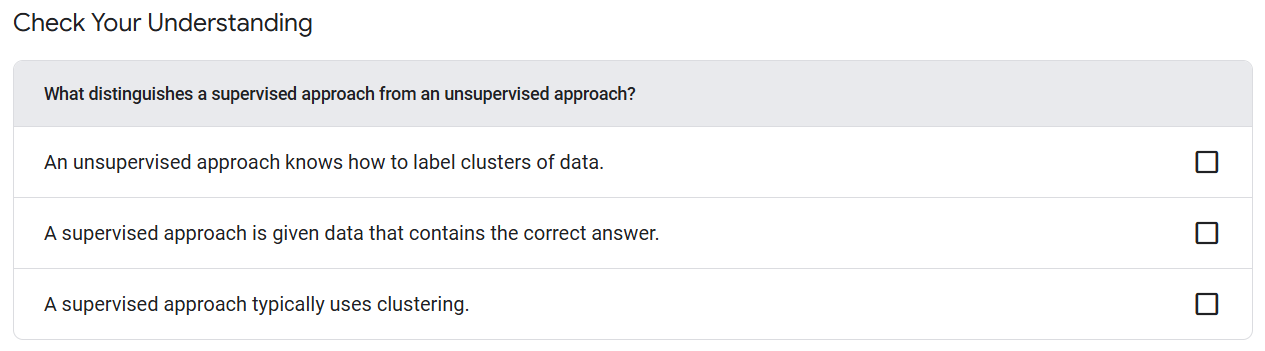 Check Your Understanding
What distinguishes a supervised approach from an unsupervised approach?
An unsupervised approach knows how to label clusters of data.
A supervised approach is given data that contains the correct answer.
A supervised approach typically uses clustering.